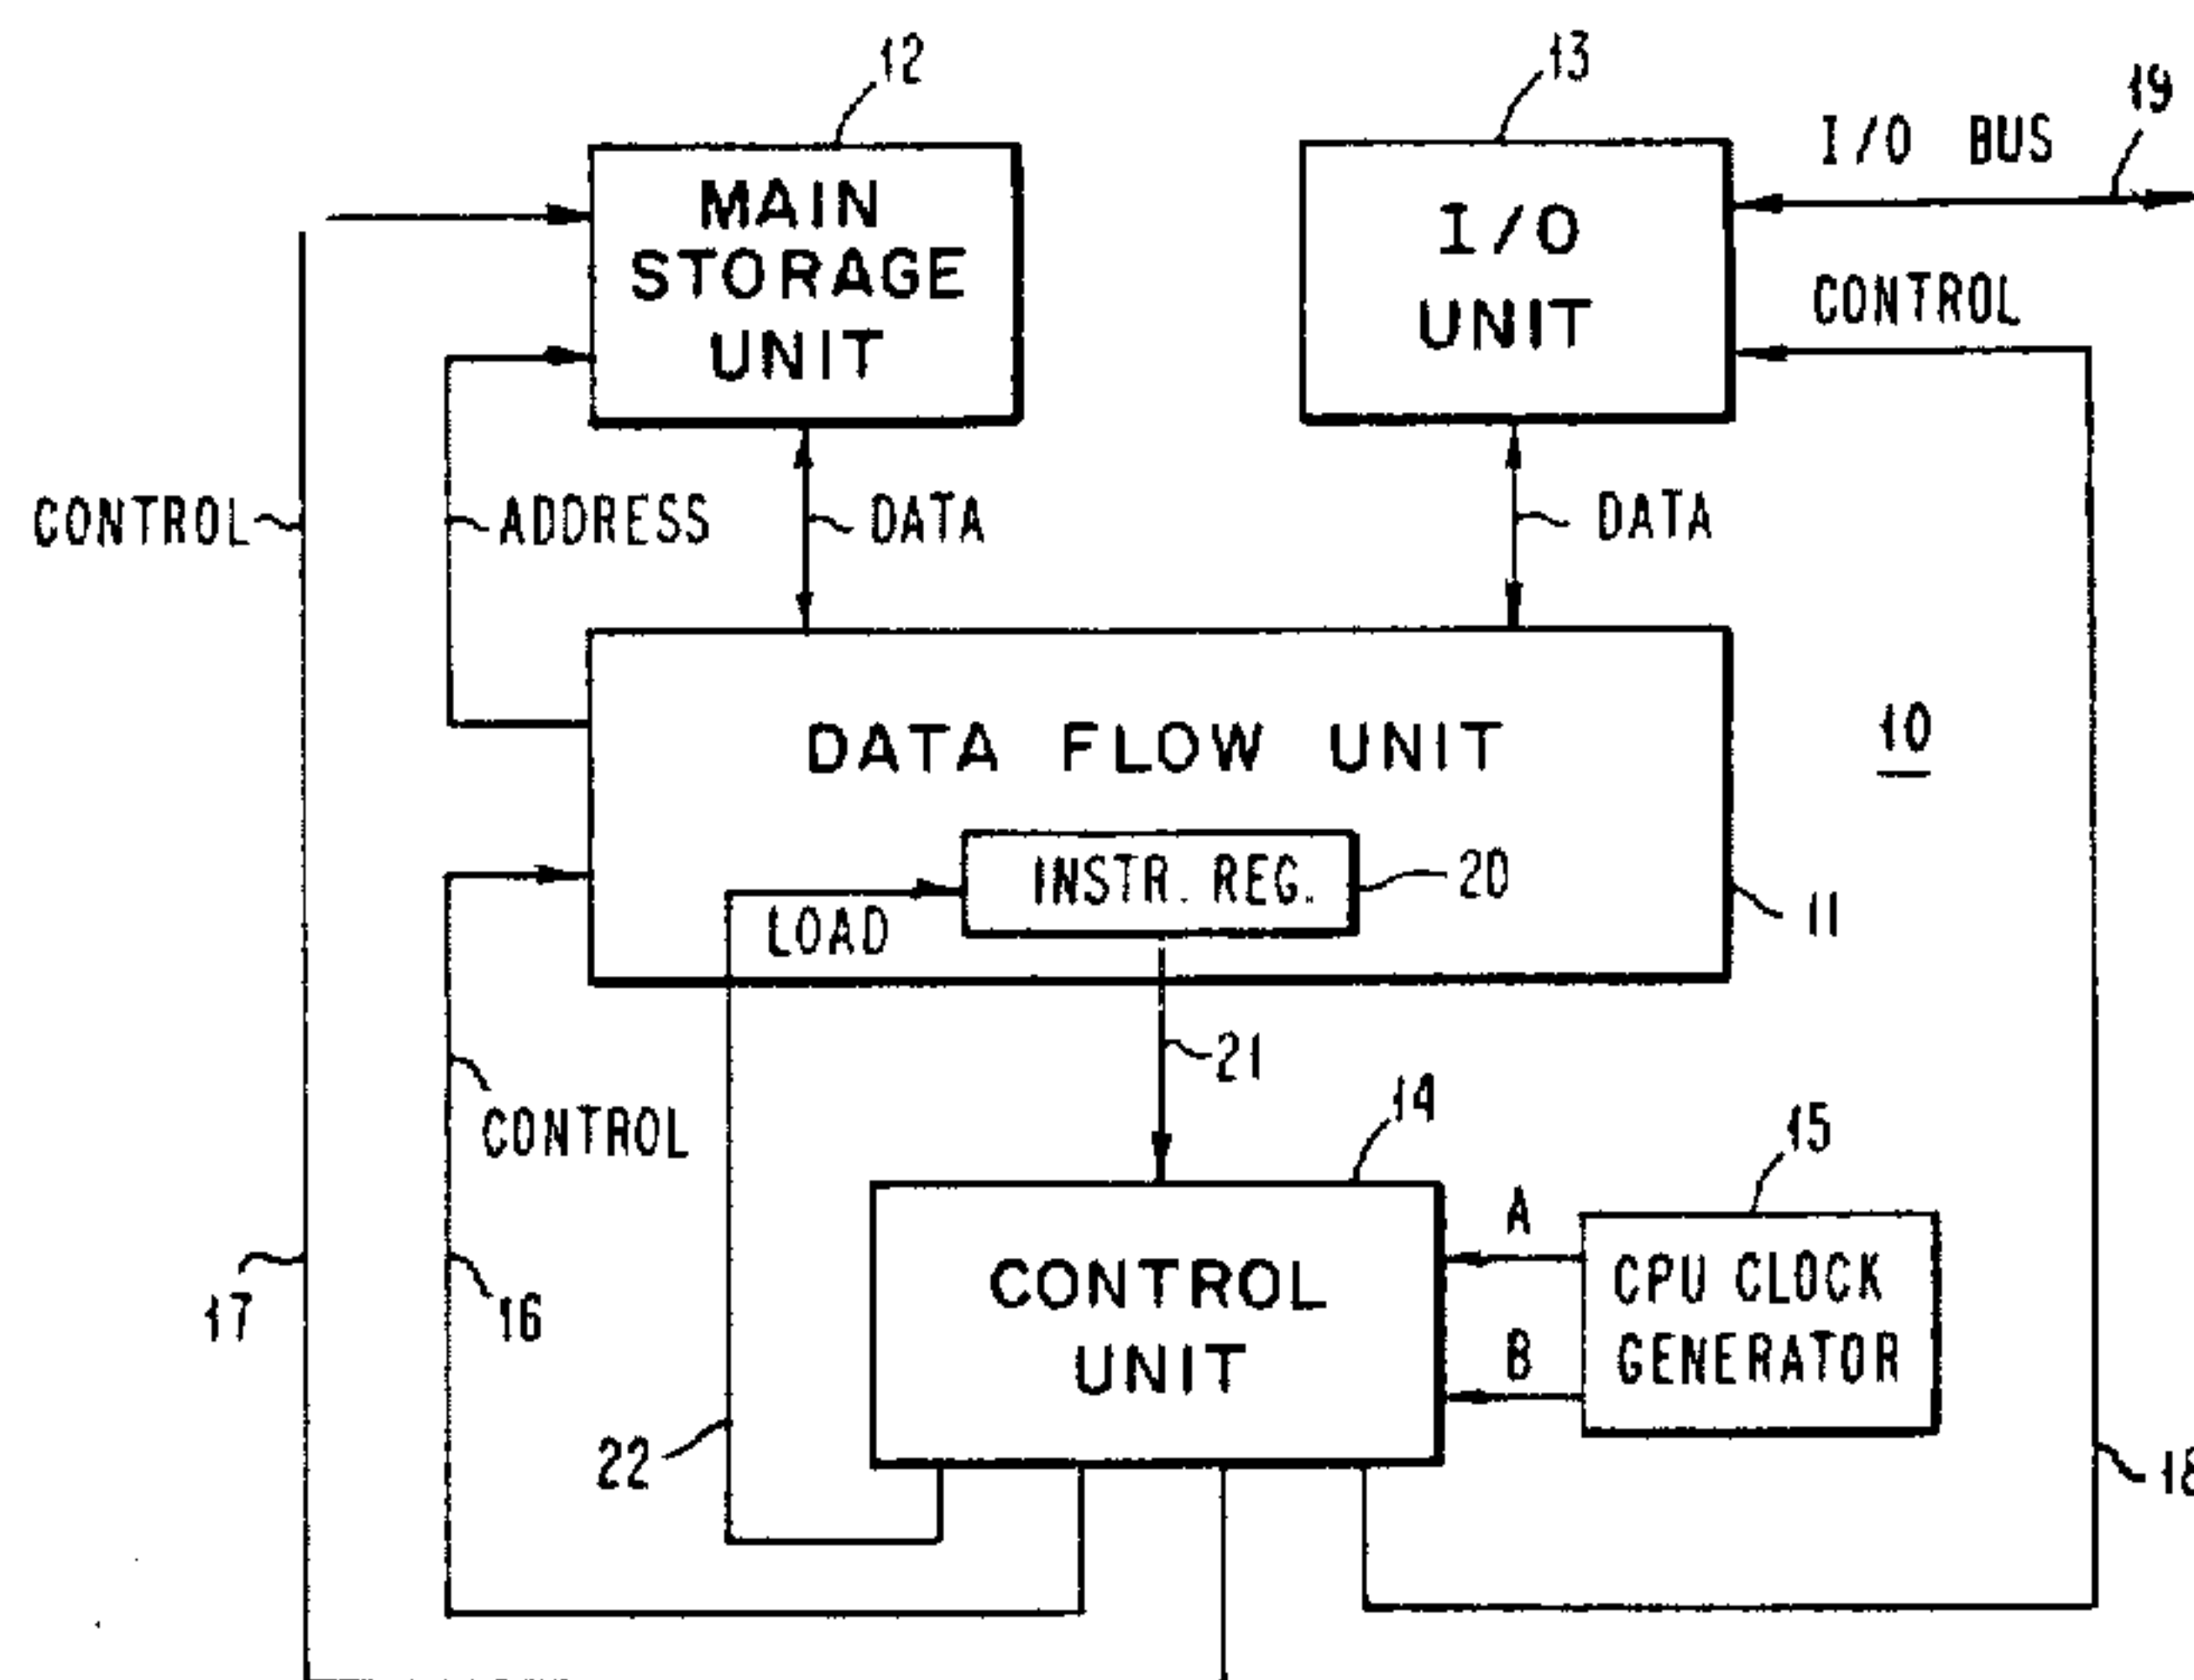 12
13
19
I/O BUS
MAIN
STORAGE
UNIT
I/O
UNIT
CONTROL
CONTROL
ADDRESS
DATA
DATA
DATA FLOW UNIT
10
INSTR. REG.
20
LOAD
11
21
14
CONTROL
15
A
CONTROL
UNIT
CPU CLOCK
GENERATOR
17
16
B
22
18